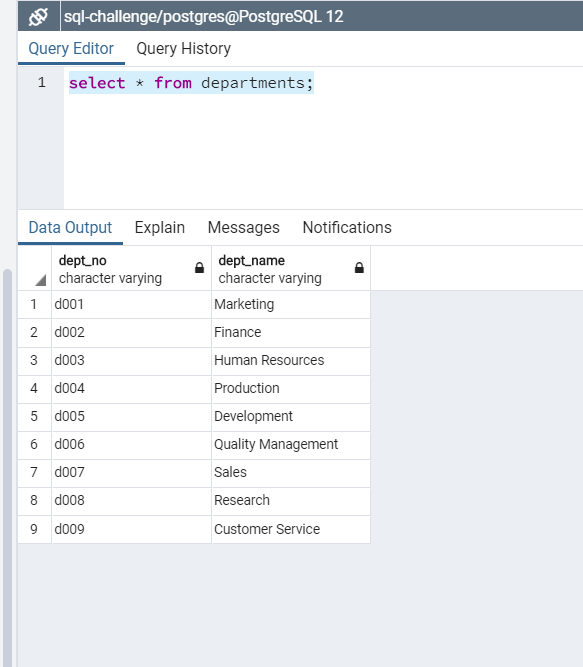 sql-challenge/postgres@PostgreSQL 12
Query Editor Query History
1 select * from departments;
Data Output Explain Messages Notifications
dept_no dept_name
character varying character varying
1 d001 Marketing
2 d002 Finance
3 d003 Human Resources
4 d004 Production
5 d005 Development
6 d006 Quality Management
7 d007 Sales
8 d008 Research
9 d009 Customer Service